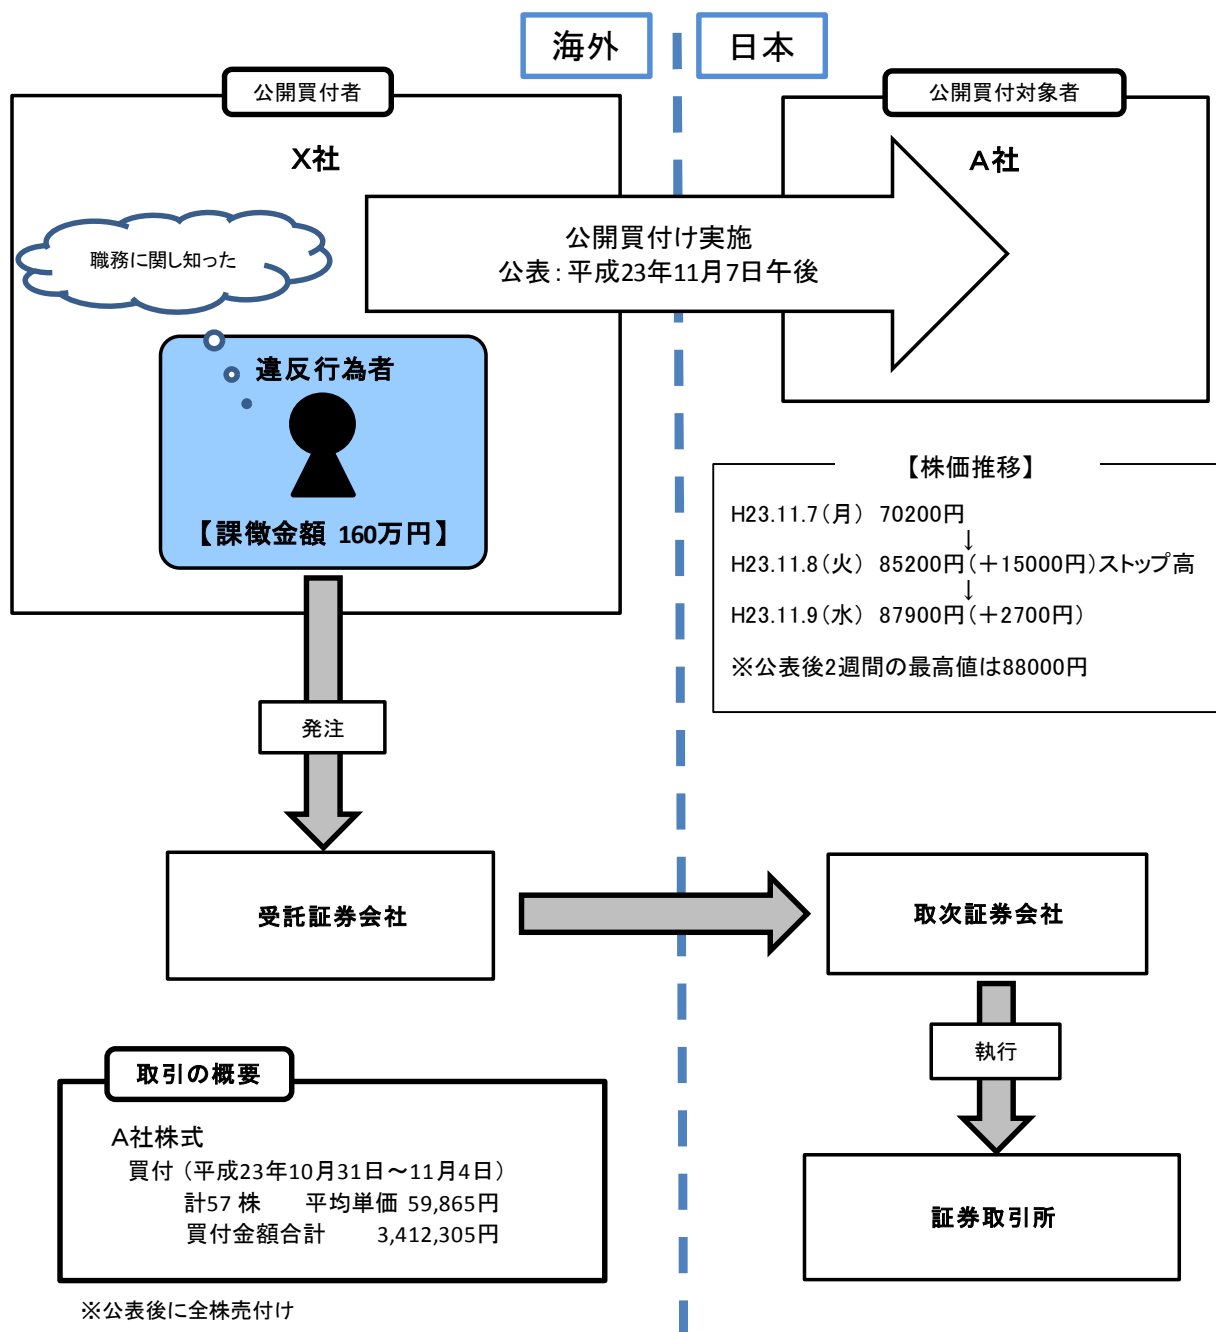 海外
日本
公開買付者
公開買付対象者
X社
A社
職務に関し知った
公開買付け実施
公表：平成23年11月7日午後
違反行為者
【課徴金額 160万円】
【株価推移】
H23.11.7（月） 70200円
↓
H23.11.8（火） 85200円（＋15000円）ストップ高
↓
H23.11.9（水） 87900円（＋2700円）
※公表後2週間の最高値は88000円
発注
受託証券会社
取次証券会社
執行
証券取引所
取引の概要
A社株式
買付（平成23年10月31日～11月4日）
計57 株 平均単価 59,865円
買付金額合計 3,412,305円
※公表後に全株売付け